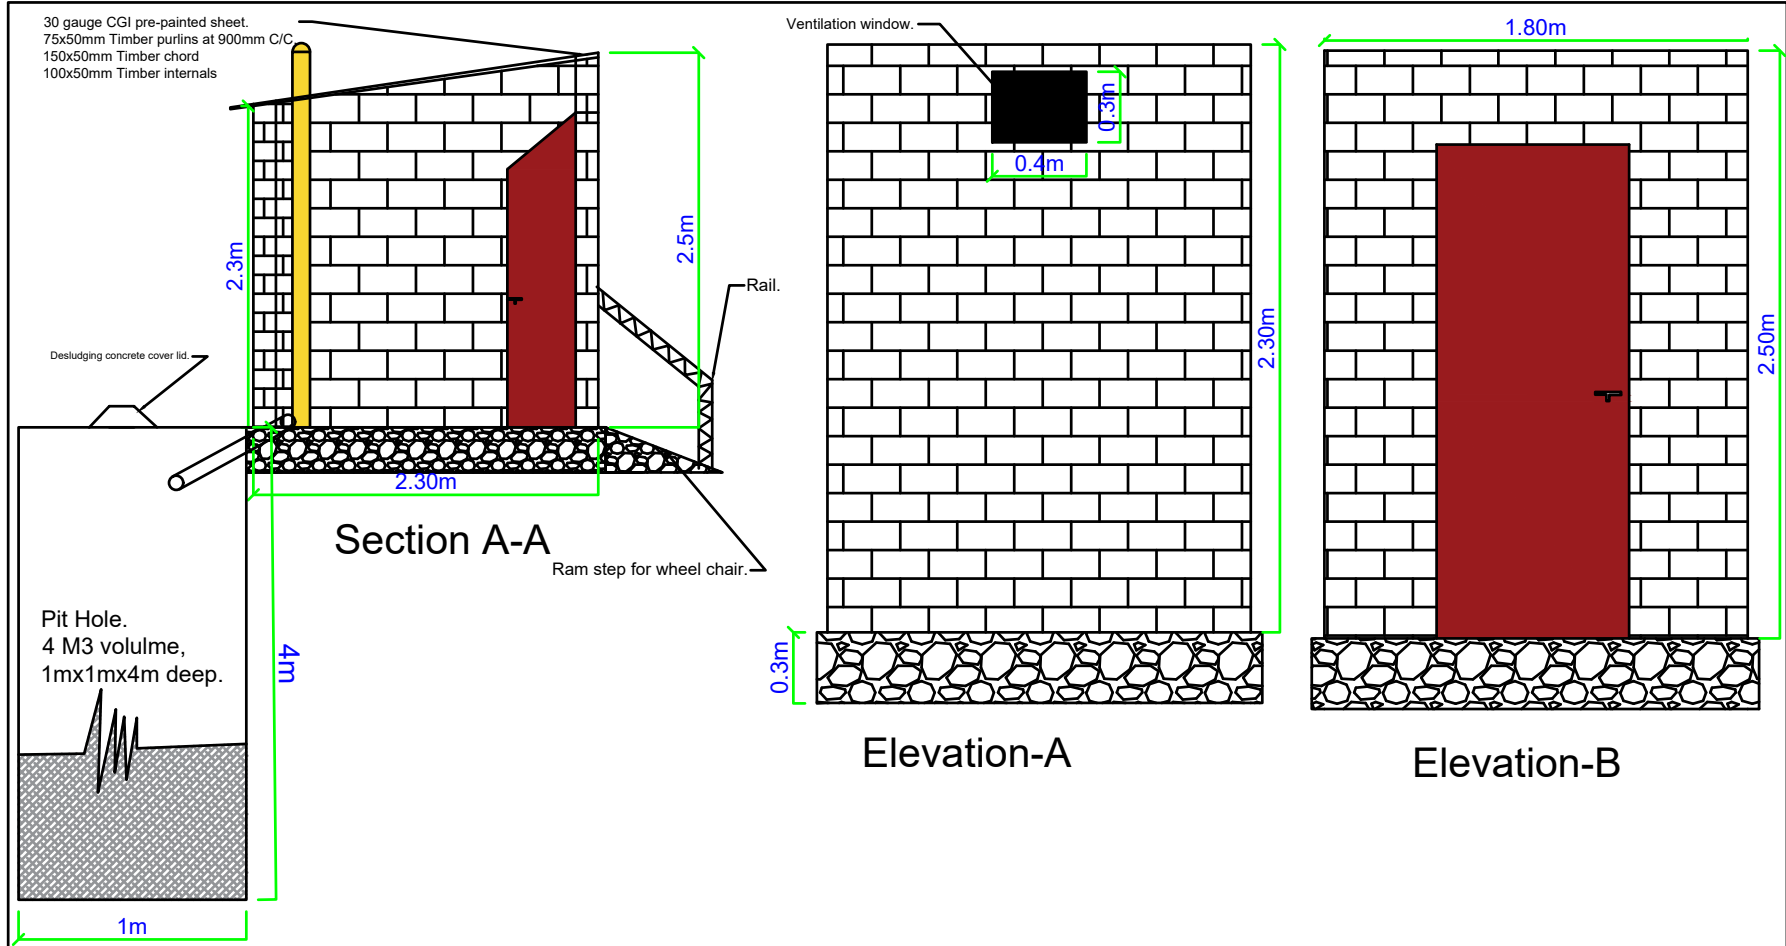 30 gauge CGI pre-painted sheet.
75x50mm Timber purlins at 900mm C/C
150x50mm Timber chord
100x50mm Timber internals
2.3m
2.5m
Rail.
Desludging concrete cover lid.
2.30m
Section A-A
Ram step for wheel chair.
Pit Hole.
4 M3 volulme,
1mx1mx4m deep.
4m
1m
Ventilation window.
0.3m
0.4m
2.30m
0.3m
Elevation-A
1.80m
2.50m
Elevation-B